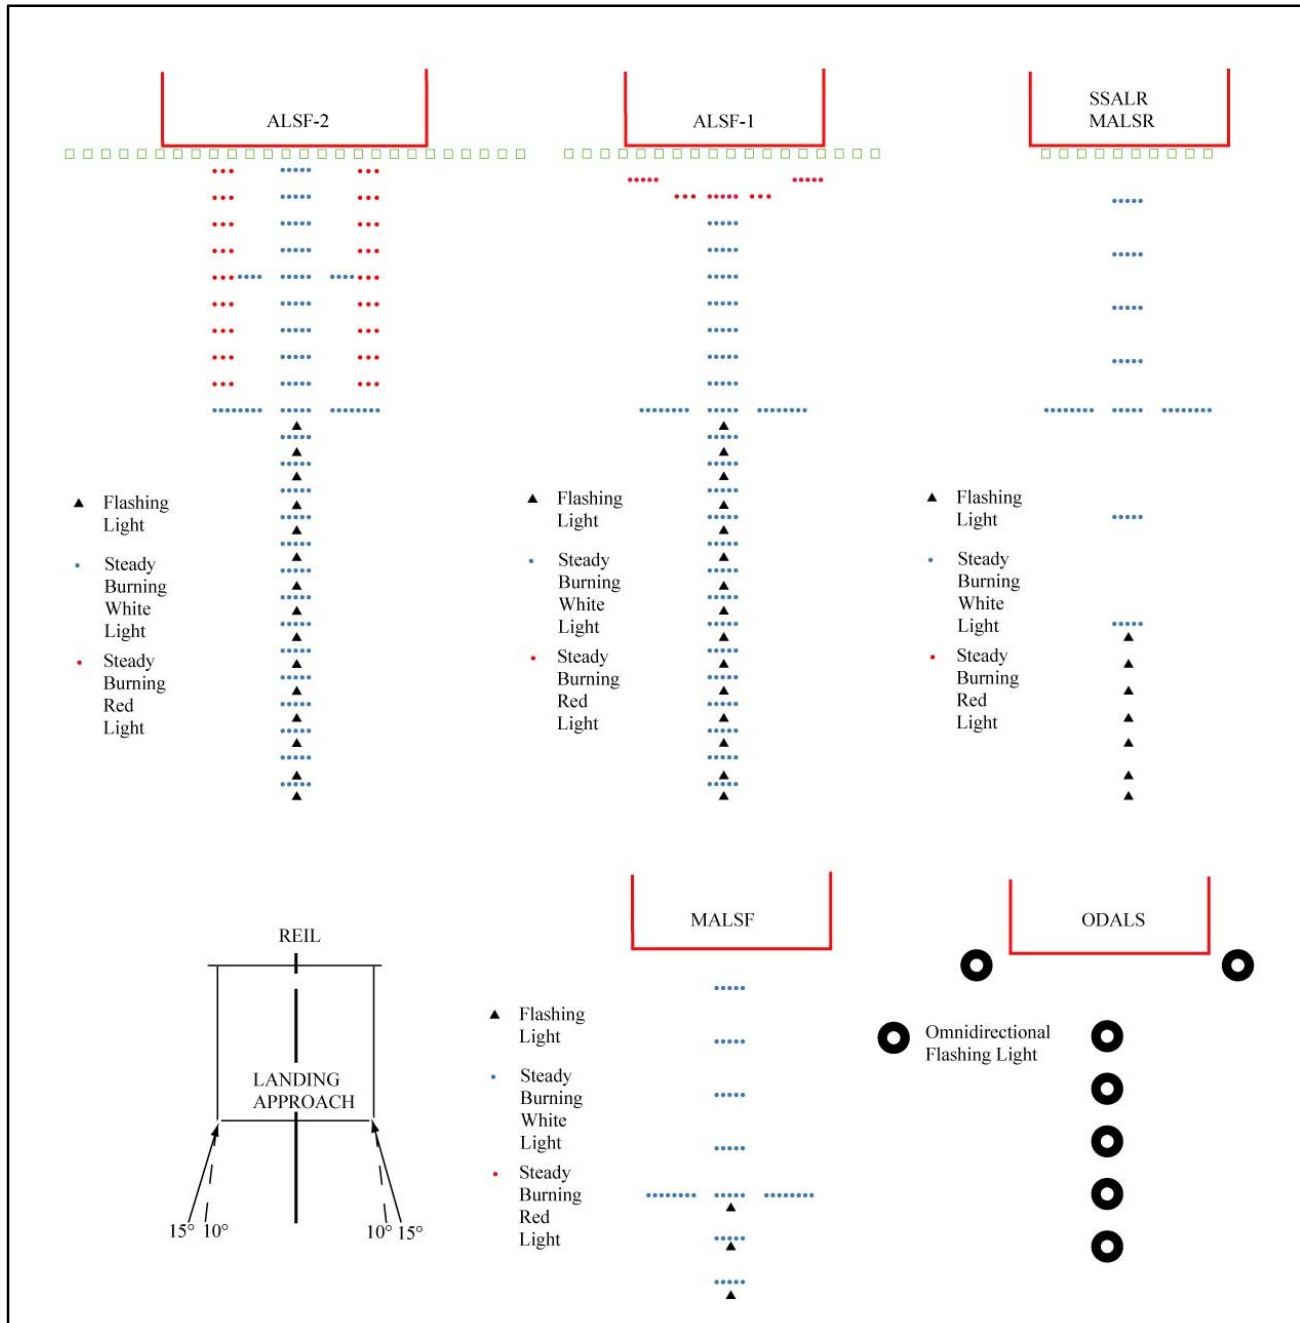 ALSF-2
Flashing
Light
Steady
Burning
White
Light
Steady
Burning
Red
Light
ALSF-1
Flashing
Light
Steady
Burning
White
Light
Steady
Burning
Red
Light
SSALR
MALSR
Flashing
Light
Steady
Burning
White
Light
Steady
Burning
Red
Light
REIL
LANDING
APPROACH
15° 10°
10° 15°
MALSF
Flashing
Light
Steady
Burning
White
Light
Steady
Burning
Red
Light
ODALS
Omnidirectional
Flashing Light